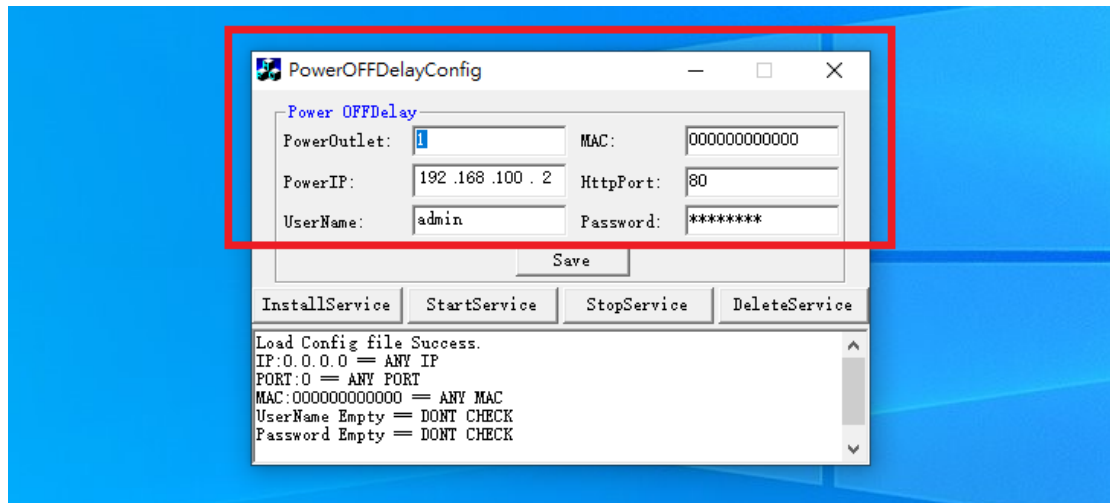 PowerOFFDelayConfig
Power OFFDelay
PowerOutlet: 1 MAC: 000000000000
PowerIP: 192 .168 .100 . 2 HttpPort: 80
UserName: admin Password: ********
Save
InstallService StartService StopService DeleteService
Load Config file Success.
IP:0.0.0.0 == ANY IP
PORT:0 == ANY PORT
MAC:000000000000 == ANY MAC
UserName Empty == DONT CHECK
Password Empty == DONT CHECK